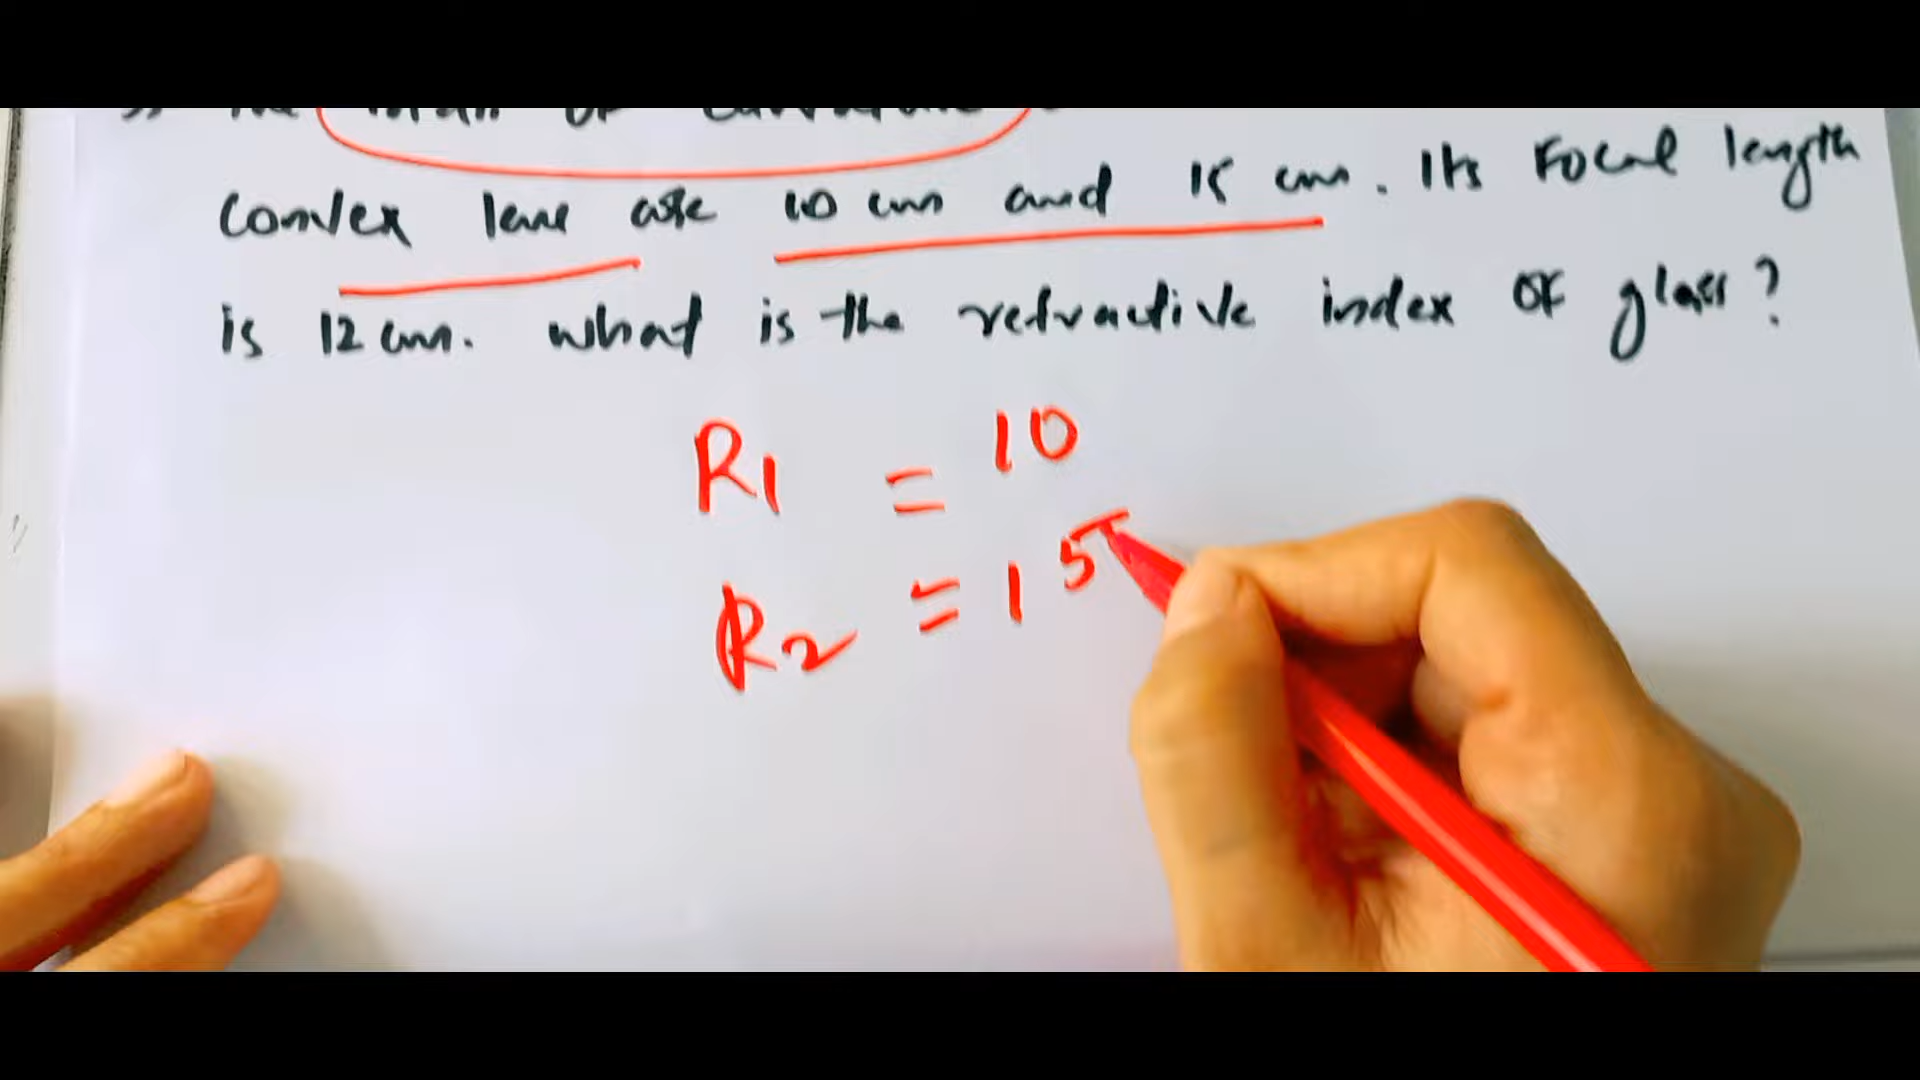 the
convex lens are 10 cm and 15 cm. Its Focal length
is 12 cm. what is the refractive index of glass?
R1 = 10
R2 = 15